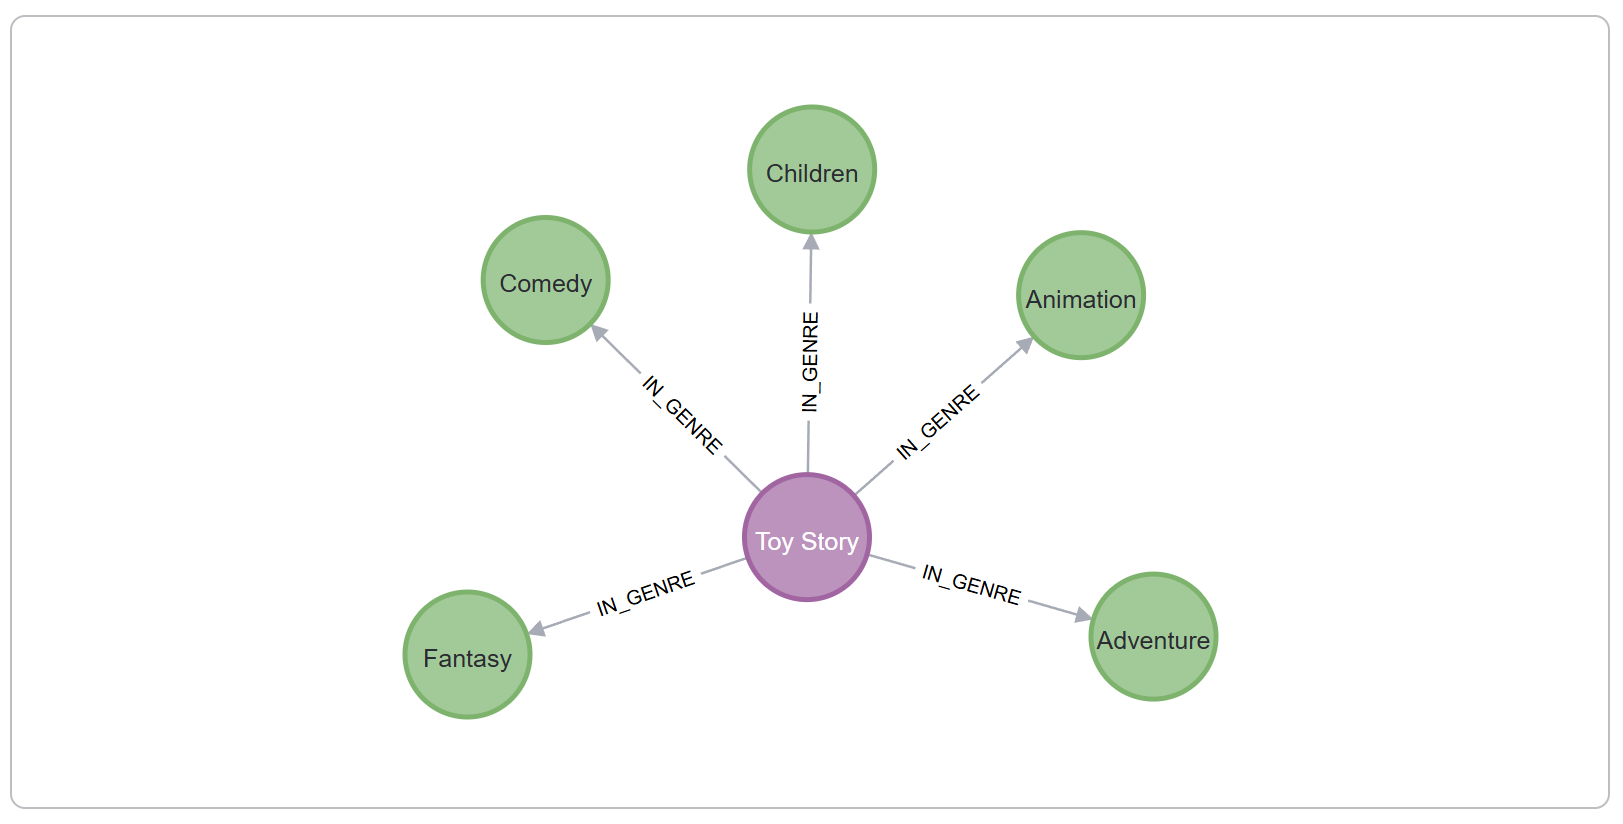 Children
Comedy
Animation
IN_GENRE
IN_GENRE
IN_GENRE
Toy Story
IN_GENRE
IN_GENRE
Fantasy
Adventure